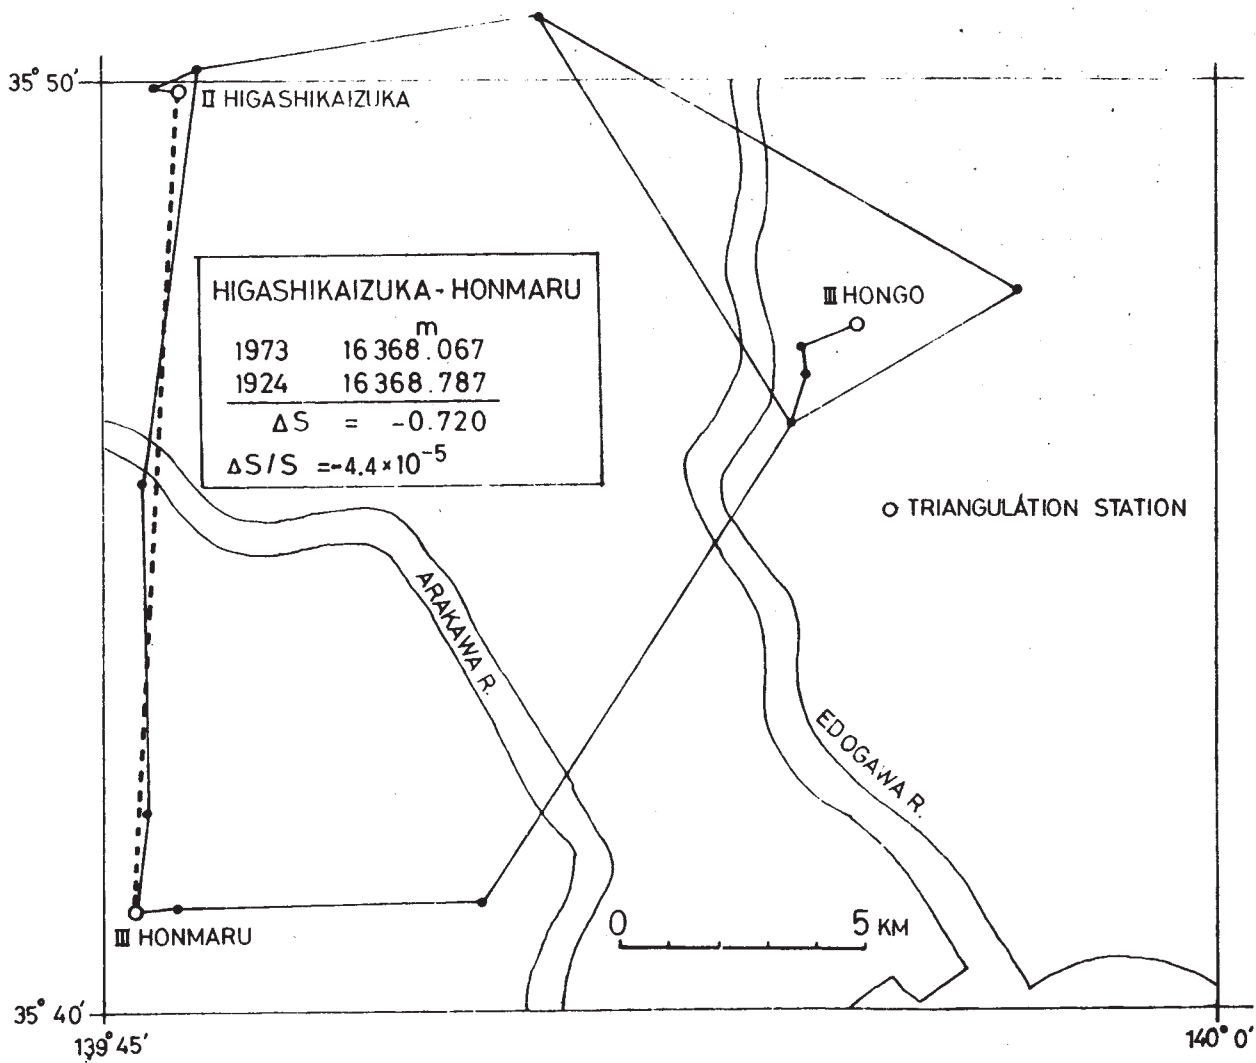 35° 50'
II HIGASHIKAIZUKA
HIGASHIKAIZUKA - HONMARU
m
1973 16 368.067
1924 16 368.787
ΔS = -0.720
ΔS/S = -4.4×10⁻⁵
III HONGO
TRIANGULATION STATION
ARAKAWA R.
EDOGAWA R.
0 5 KM
III HONMARU
35° 40'
139° 45'
140° 0'